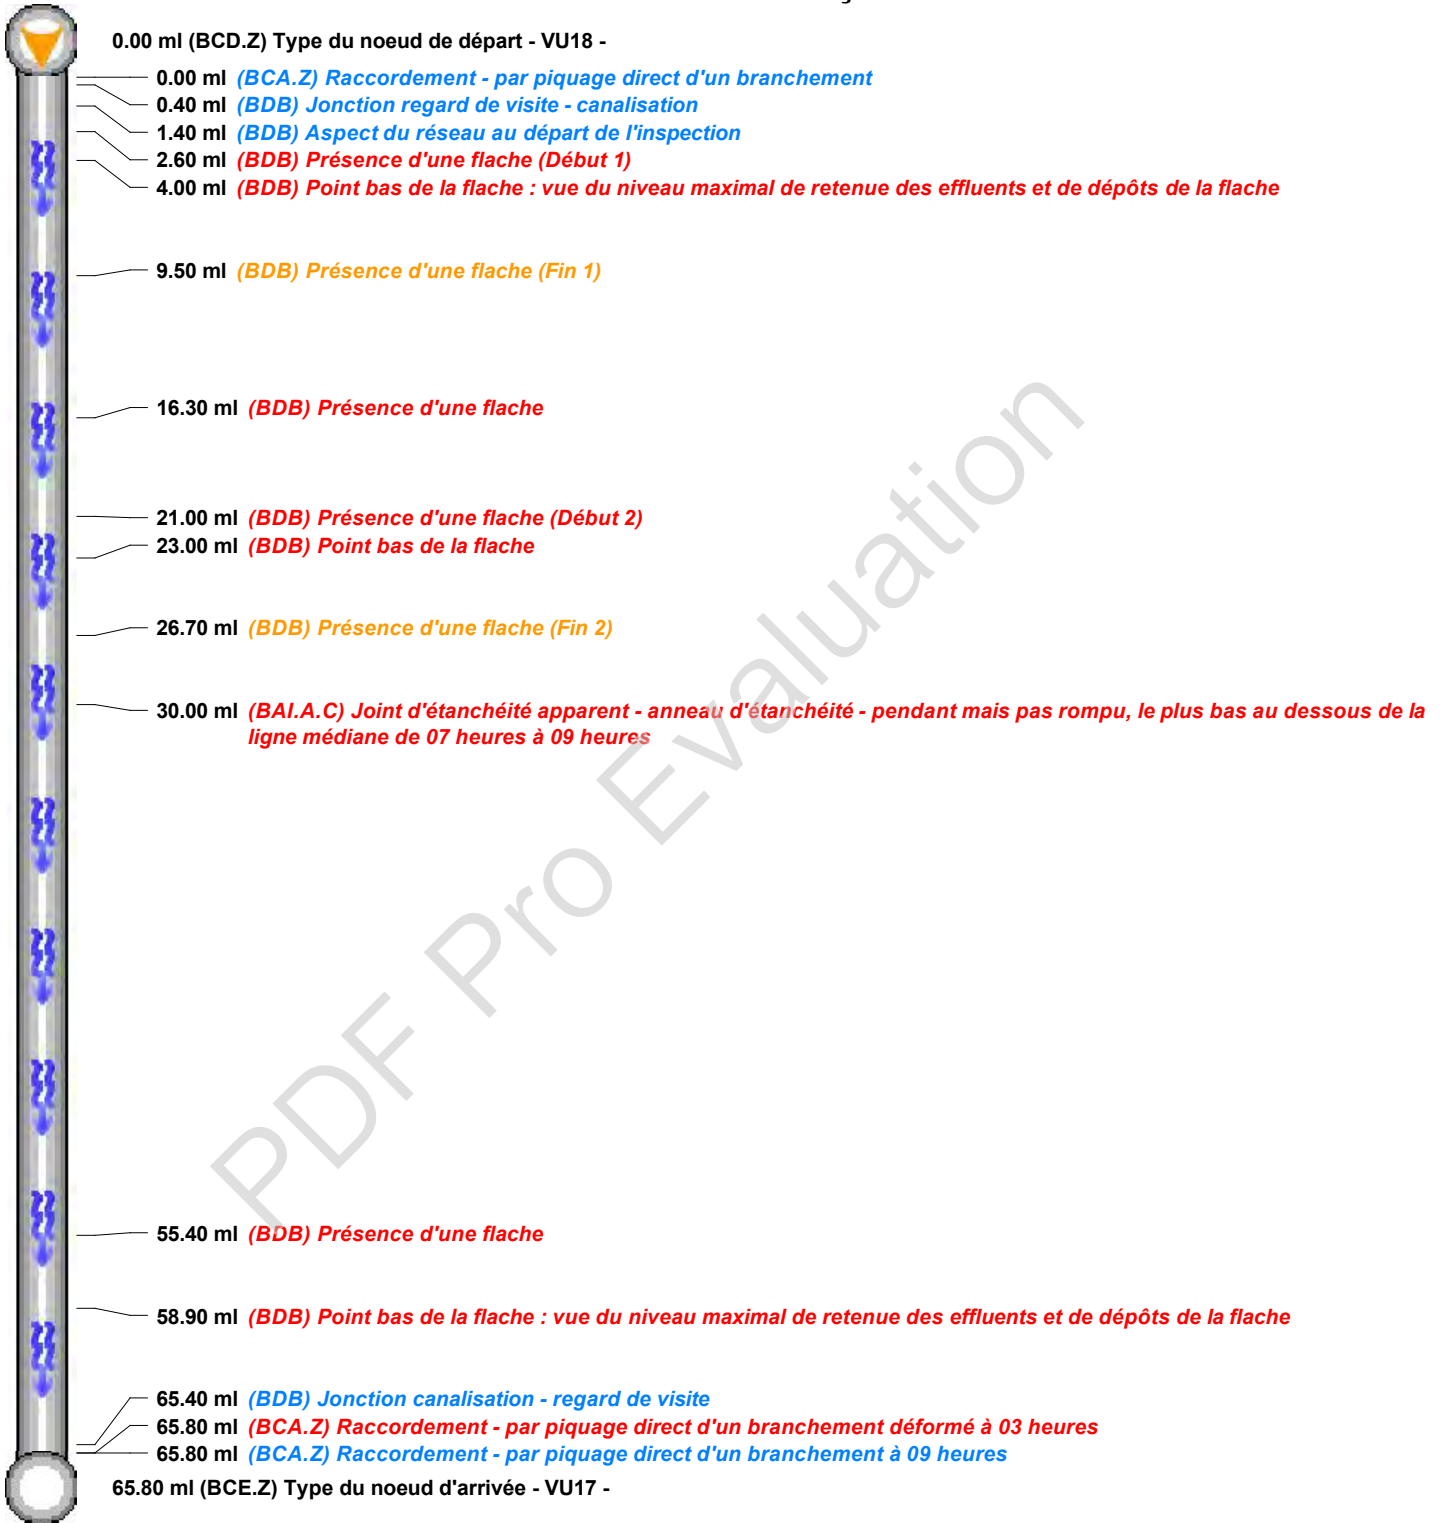 0.00 ml (BCD.Z) Type du noeud de départ - VU18 -
0.00 ml (BCA.Z) Raccordement - par piquage direct d'un branchement
0.40 ml (BDB) Jonction regard de visite - canalisation
1.40 ml (BDB) Aspect du réseau au départ de l'inspection
2.60 ml (BDB) Présence d'une flache (Début 1)
4.00 ml (BDB) Point bas de la flache : vue du niveau maximal de retenue des effluents et de dépôts de la flache
9.50 ml (BDB) Présence d'une flache (Fin 1)
16.30 ml (BDB) Présence d'une flache
21.00 ml (BDB) Présence d'une flache (Début 2)
23.00 ml (BDB) Point bas de la flache
26.70 ml (BDB) Présence d'une flache (Fin 2)
30.00 ml (BAI.A.C) Joint d'étanchéité apparent - anneau d'étanchéité - pendant mais pas rompu, le plus bas au dessous de la
ligne médiane de 07 heures à 09 heures
55.40 ml (BDB) Présence d'une flache
58.90 ml (BDB) Point bas de la flache : vue du niveau maximal de retenue des effluents et de dépôts de la flache
65.40 ml (BDB) Jonction canalisation - regard de visite
65.80 ml (BCA.Z) Raccordement - par piquage direct d'un branchement déformé à 03 heures
65.80 ml (BCA.Z) Raccordement - par piquage direct d'un branchement à 09 heures
65.80 ml (BCE.Z) Type du noeud d'arrivée - VU17 -
PDF Pro Evaluation